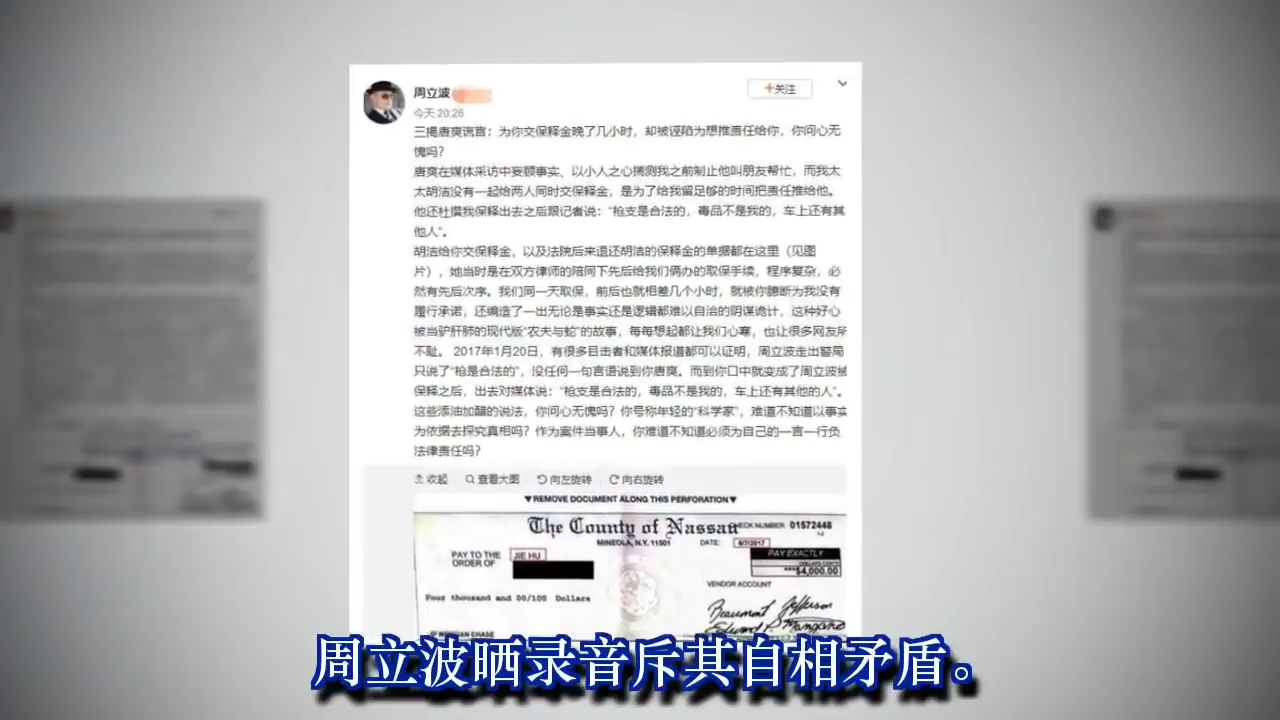 周立波
+关注
今天 20:26
三揭唐爽谎言：为你交保释金晚了几小时，却被诬陷为想推责任给你，你问心无
愧吗？
唐爽在媒体采访中妄顾事实、以小人之心揣测我之前制止他叫朋友帮忙，而我太
太胡洁没有一起给两人同时交保释金，是为了给我留足够的时间把责任推给他。
他还杜撰我保释出去之后跟记者说：“枪支是合法的，毒品不是我的，车上还有其
他人”。
胡洁给你交保释金，以及法院后来退还胡洁的保释金的单据都在这里（见图
片），她当时是在双方律师的陪同下先后给我们俩办的取保手续，程序复杂，必
然有先后次序。我们同一天取保，前后也就相差几个小时，就被你臆断为我没有
履行承诺，还编造了一出无论是事实还是逻辑都难以自洽的阴谋诡计，这种好心
被当驴肝肺的现代版“农夫与蛇”的故事，每每想起都让我们心寒，也让很多网友所
不耻。 2017年1月20日，有很多目击者和媒体报道都可以证明，周立波走出警局
只说了“枪是合法的”，没任何一句言语说到你唐爽。而到你口中就变成了周立波被
保释之后，出去对媒体说：“枪支是合法的，毒品不是我的，车上还有其他的人”。
这些添油加醋的说法，你问心无愧吗？你号称年轻的“科学家”，难道不知道以事实
为依据去探究真相吗？作为案件当事人，你难道不知道必须为自己的一言一行负
法律责任吗？
收起 查看大图 向左旋转 向右旋转
▼REMOVE DOCUMENT ALONG THIS PERFORATION▼
The County of Nassau
CHECK NUMBER 01572448
MINEOLA, N.Y. 11501
DATE: 6/7/2017
PAY TO THE
ORDER OF
JIE HU
PAY EXACTLY
DOLLARS CENTS
***$4,000.00
VENDOR ACCOUNT
Four thousand and 00/100 Dollars
Beaumont Jefferson
Edward P Mangano
周立波晒录音斥其自相矛盾。